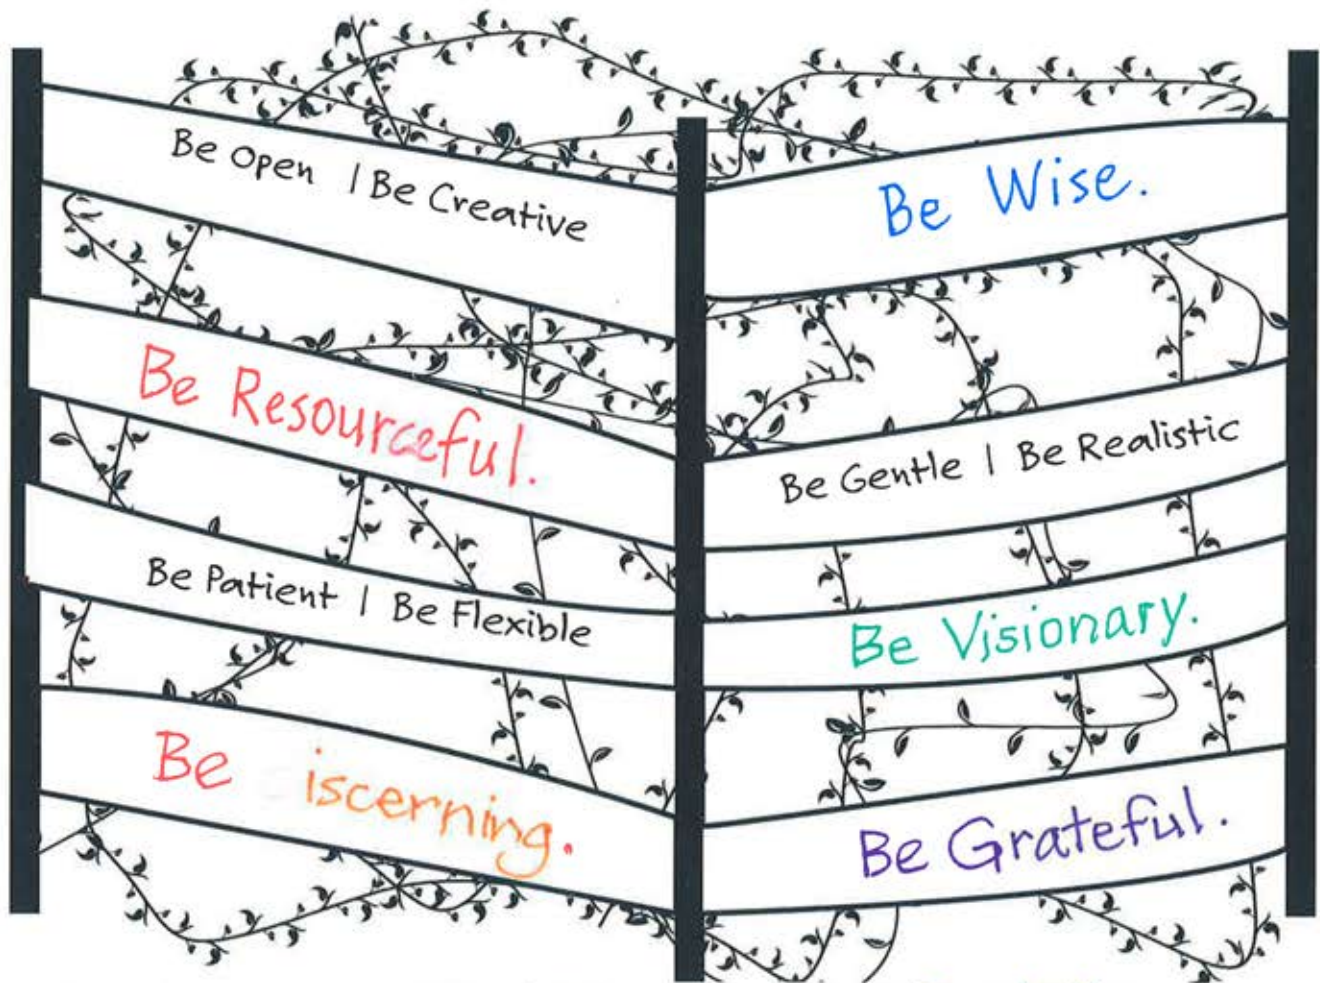 Be Open | Be Creative
Be Resourceful.
Be Patient | Be Flexible
Be iscerning.
Be Wise.
Be Gentle | Be Realistic
Be Visionary.
Be Grateful.